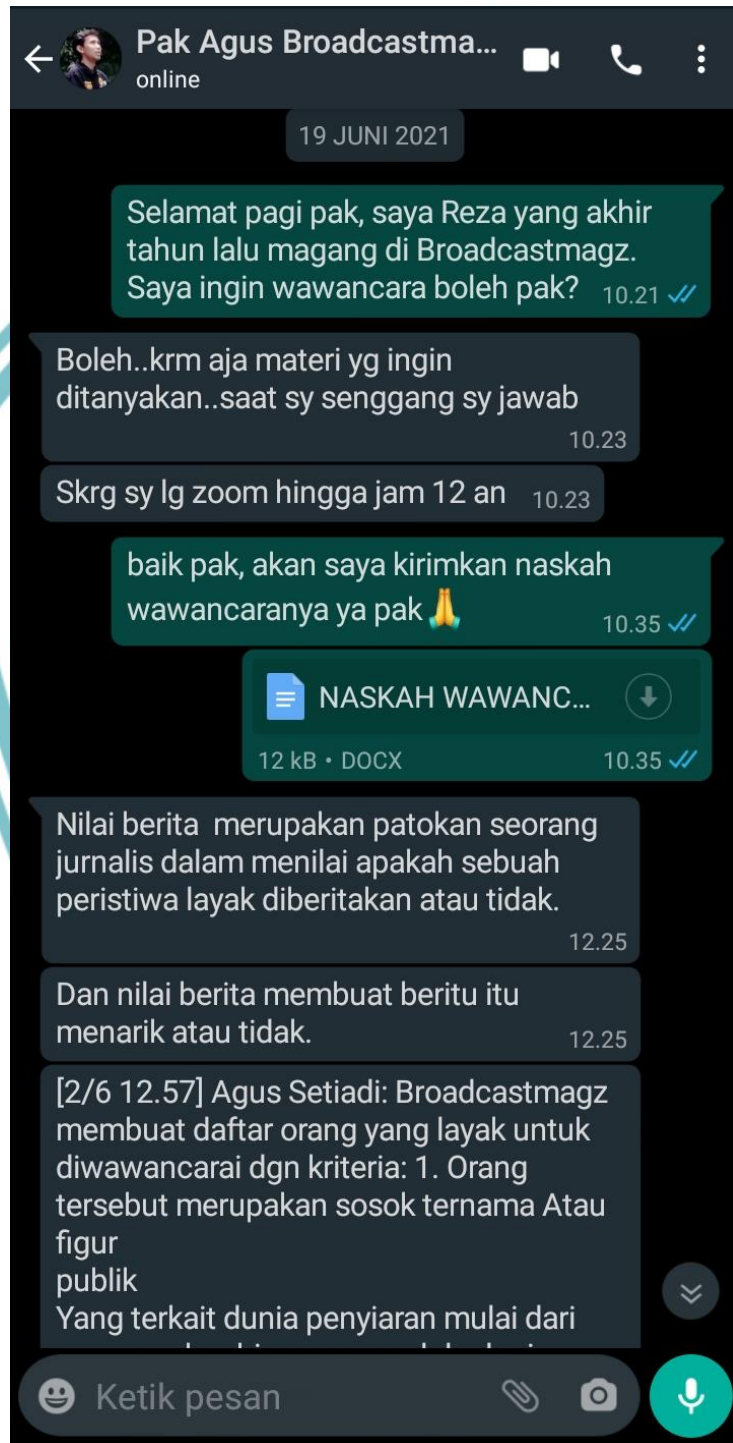 Pak Agus Broadcastma...
online
19 JUNI 2021
Selamat pagi pak, saya Reza yang akhir
tahun lalu magang di Broadcastmagz.
Saya ingin wawancara boleh pak? 10.21
Boleh..krm aja materi yg ingin
ditanyakan..saat sy senggang sy jawab
10.23
Skrg sy lg zoom hingga jam 12 an 10.23
baik pak, akan saya kirimkan naskah
wawancaranya ya pak🙏 10.35
NASKAH WAWANC...
12 kB • DOCX 10.35
Nilai berita merupakan patokan seorang
jurnalis dalam menilai apakah sebuah
peristiwa layak diberitakan atau tidak.
12.25
Dan nilai berita membuat beritu itu
menarik atau tidak. 12.25
[2/6 12.57] Agus Setiadi: Broadcastmagz
membuat daftar orang yang layak untuk
diwawancarai dgn kriteria: 1. Orang
tersebut merupakan sosok ternama Atau
figur
publik
Yang terkait dunia penyiaran mulai dari
Ketik pesan